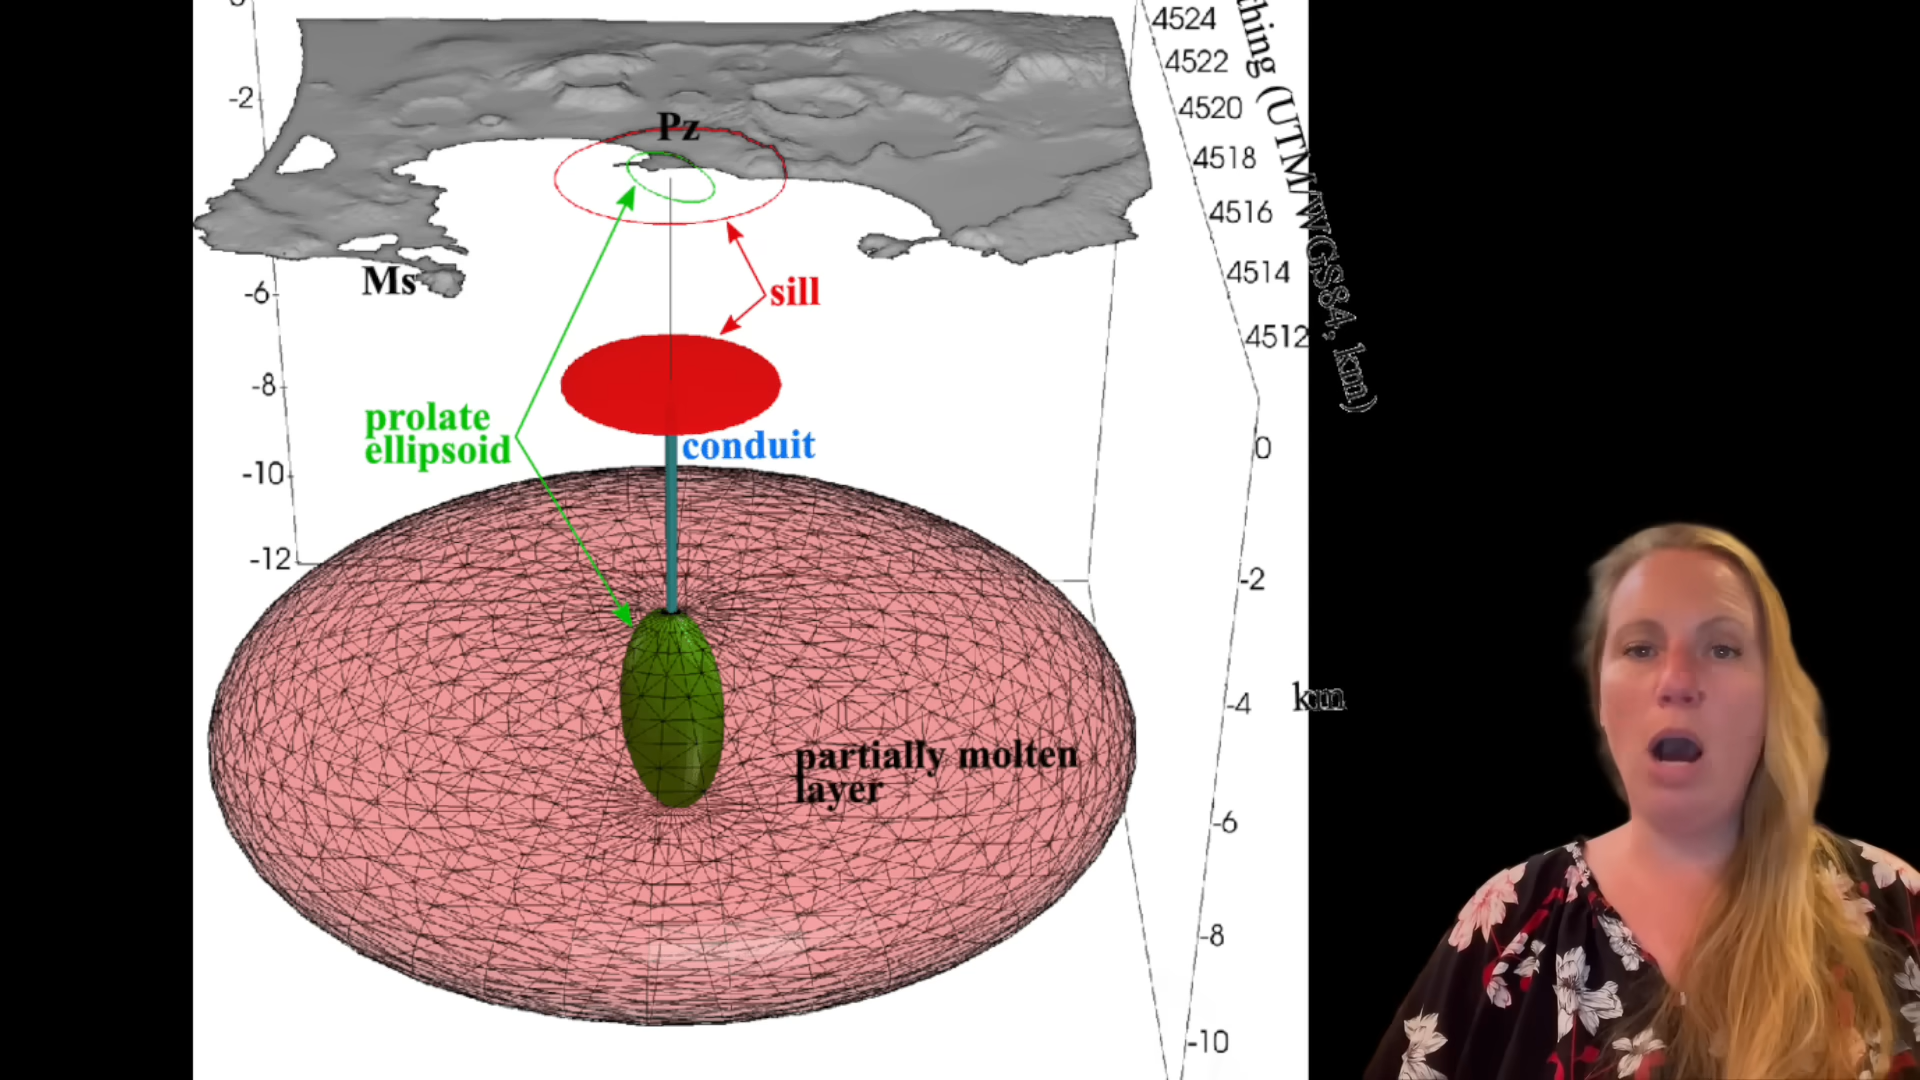 -2
-6
-8
-10
-12
Pz
Ms
sill
prolate
ellipsoid
conduit
partially molten
layer
4524
4522
4520
4518
4516
4514
4512
thing (UTM/WGS84, km)
0
-2
-4
km
-6
-8
-10